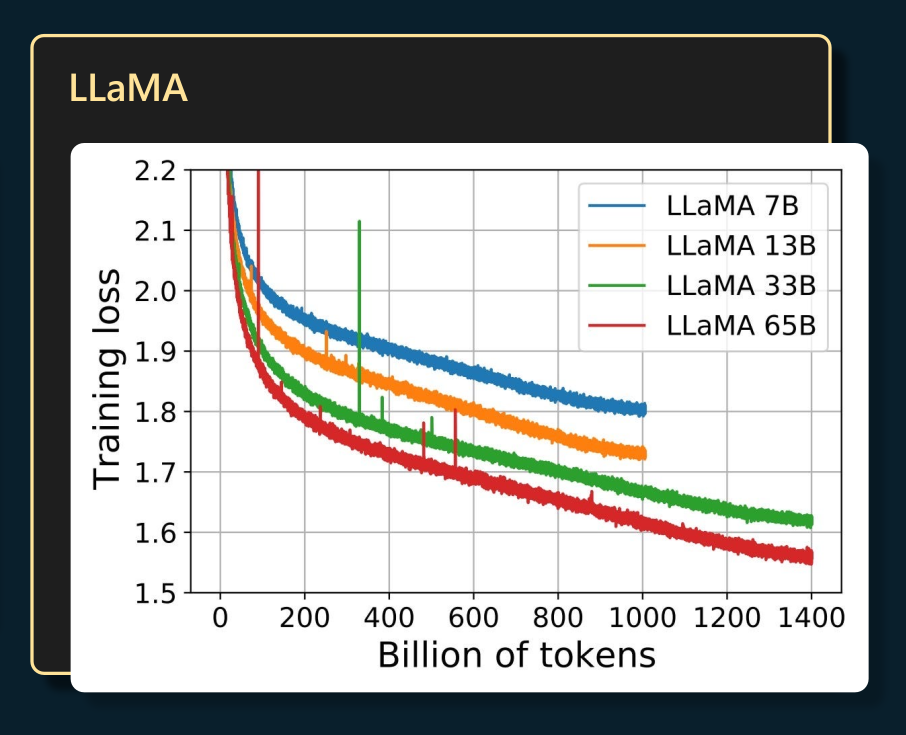 LLaMA
2.2
2.1
2.0
1.9
1.8
1.7
1.6
1.5
Training loss
LLaMA 7B
LLaMA 13B
LLaMA 33B
LLaMA 65B
0 200 400 600 800 1000 1200 1400
Billion of tokens